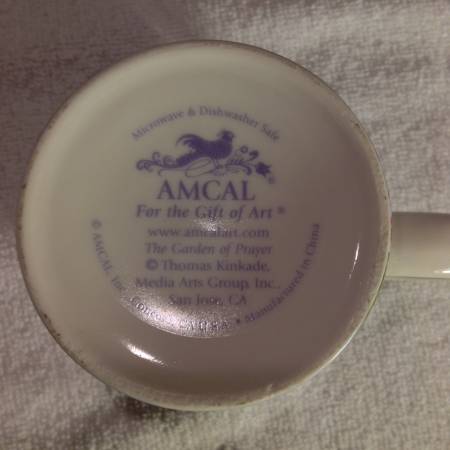 Microwave & Dishwasher Safe
AMCAL
For the Gift of Art®
www.amcalart.com
The Garden of Prayer
© Thomas Kinkade,
Media Arts Group, Inc.,
San Jose, CA
© AMCAL, Inc. USA • Manufactured in China